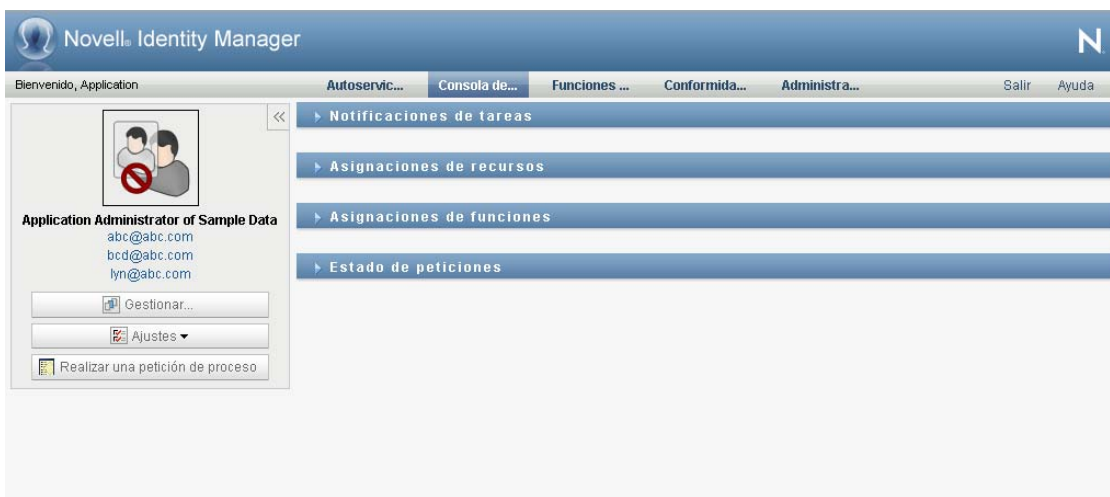 Novell® Identity Manager
N
Bienvenido, Application
Autoservic...
Consola de...
Funciones ...
Conformida...
Administra...
Salir
Ayuda
Application Administrator of Sample Data
abc@abc.com
bcd@abc.com
lyn@abc.com
Gestionar...
Ajustes
Realizar una petición de proceso
Notificaciones de tareas
Asignaciones de recursos
Asignaciones de funciones
Estado de peticiones